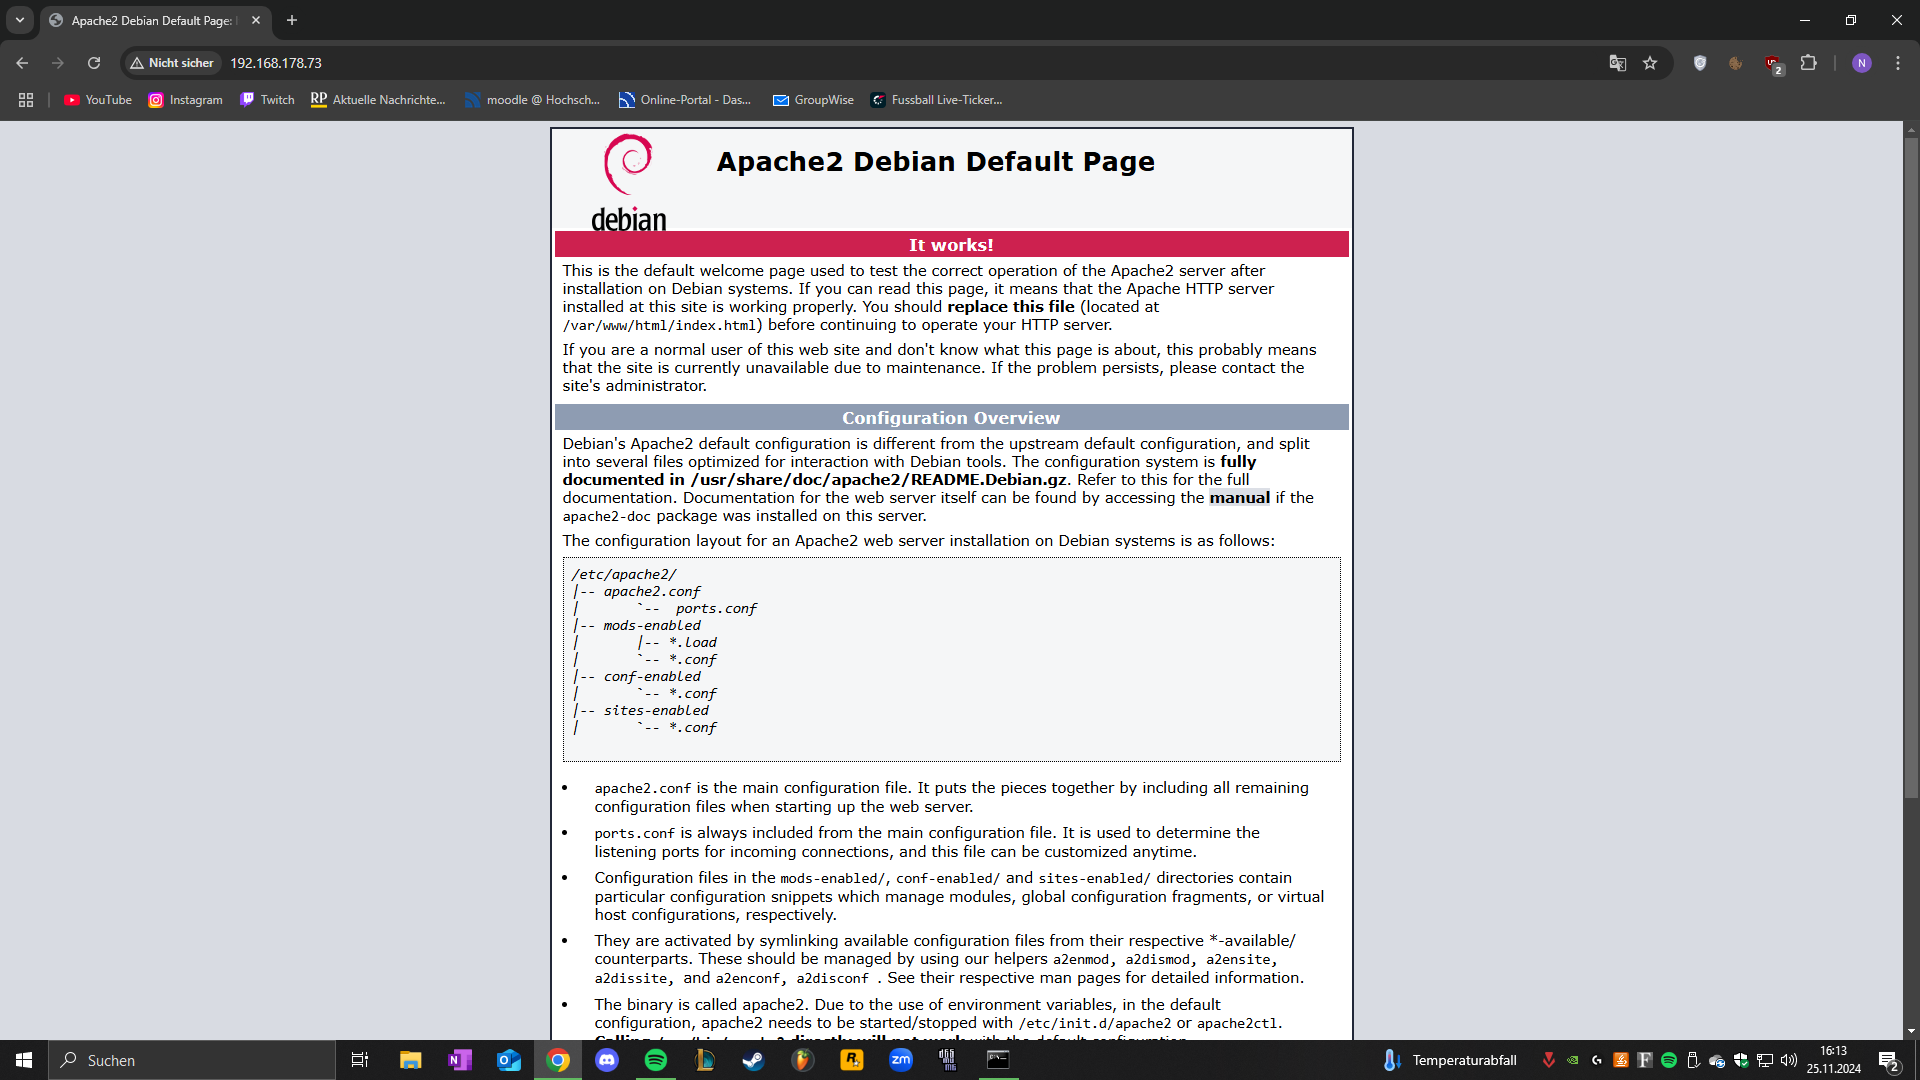 Apache2 Debian Default Page:
Nicht sicher
192.168.178.73
2
N
YouTube
Instagram
Twitch
RP Aktuelle Nachrichte...
moodle @ Hochsch...
Online-Portal - Das...
GroupWise
Fussball Live-Ticker...
debian
Apache2 Debian Default Page
It works!
This is the default welcome page used to test the correct operation of the Apache2 server after
installation on Debian systems. If you can read this page, it means that the Apache HTTP server
installed at this site is working properly. You should replace this file (located at
/var/www/html/index.html) before continuing to operate your HTTP server.
If you are a normal user of this web site and don't know what this page is about, this probably means
that the site is currently unavailable due to maintenance. If the problem persists, please contact the
site's administrator.
Configuration Overview
Debian's Apache2 default configuration is different from the upstream default configuration, and split
into several files optimized for interaction with Debian tools. The configuration system is fully
documented in /usr/share/doc/apache2/README.Debian.gz. Refer to this for the full
documentation. Documentation for the web server itself can be found by accessing the manual if the
apache2-doc package was installed on this server.
The configuration layout for an Apache2 web server installation on Debian systems is as follows:
/etc/apache2/
|-- apache2.conf
|       `--  ports.conf
|-- mods-enabled
|       |-- *.load
|       `-- *.conf
|-- conf-enabled
|       `-- *.conf
|-- sites-enabled
|       `-- *.conf
• apache2.conf is the main configuration file. It puts the pieces together by including all remaining
configuration files when starting up the web server.
• ports.conf is always included from the main configuration file. It is used to determine the
listening ports for incoming connections, and this file can be customized anytime.
• Configuration files in the mods-enabled/, conf-enabled/ and sites-enabled/ directories contain
particular configuration snippets which manage modules, global configuration fragments, or virtual
host configurations, respectively.
• They are activated by symlinking available configuration files from their respective *-available/
counterparts. These should be managed by using our helpers a2enmod, a2dismod, a2ensite,
a2dissite, and a2enconf, a2disconf . See their respective man pages for detailed information.
• The binary is called apache2. Due to the use of environment variables, in the default
configuration, apache2 needs to be started/stopped with /etc/init.d/apache2 or apache2ctl.
Suchen
zm
Temperaturabfall
16:13
25.11.2024
2